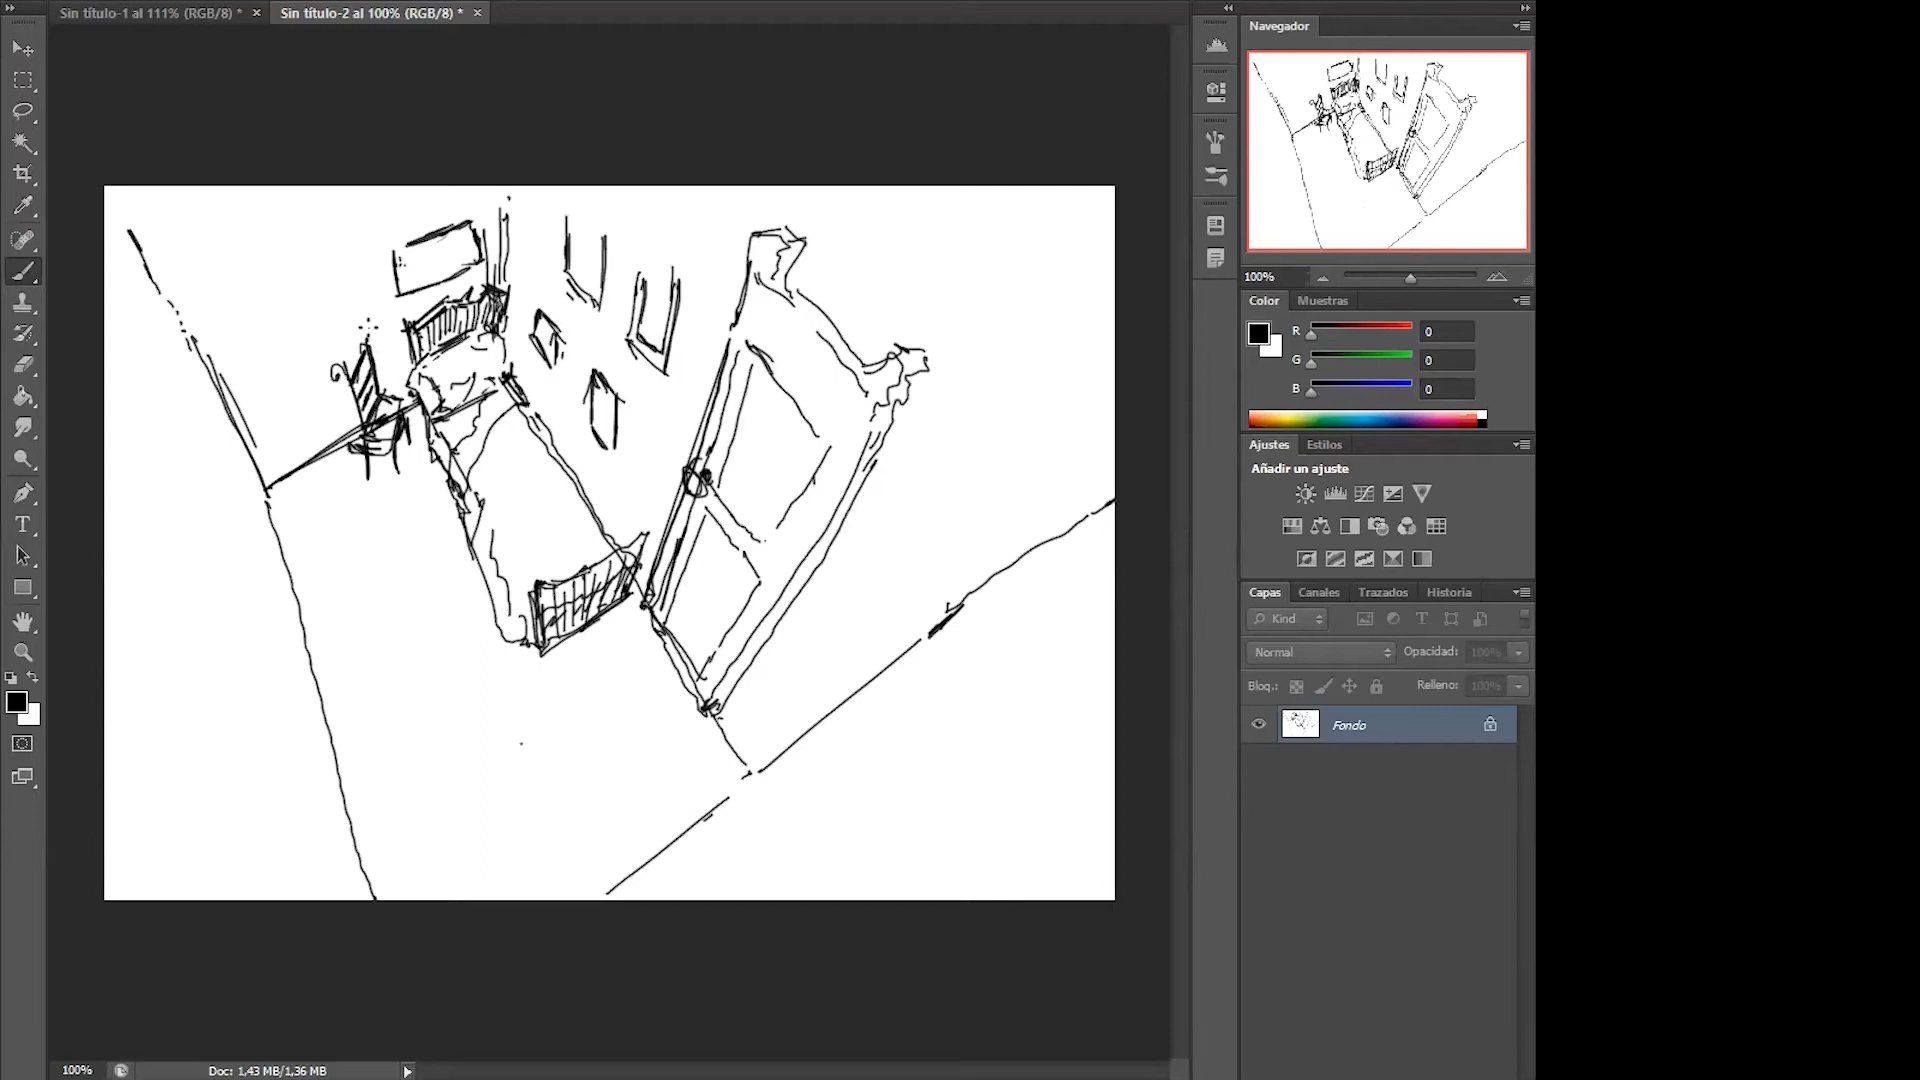 Sin título-1 al 111% (RGB/8) * ×
Sin título-2 al 100% (RGB/8) * ×
Navegador
100%
Color Muestras
R 0
G 0
B 0
Ajustes Estilos
Añadir un ajuste
Capas Canales Trazados Historia
Kind
Normal Opacidad: 100%
Bloq.: Relleno: 100%
Fondo
T
100% Doc: 1,43 MB/1,36 MB